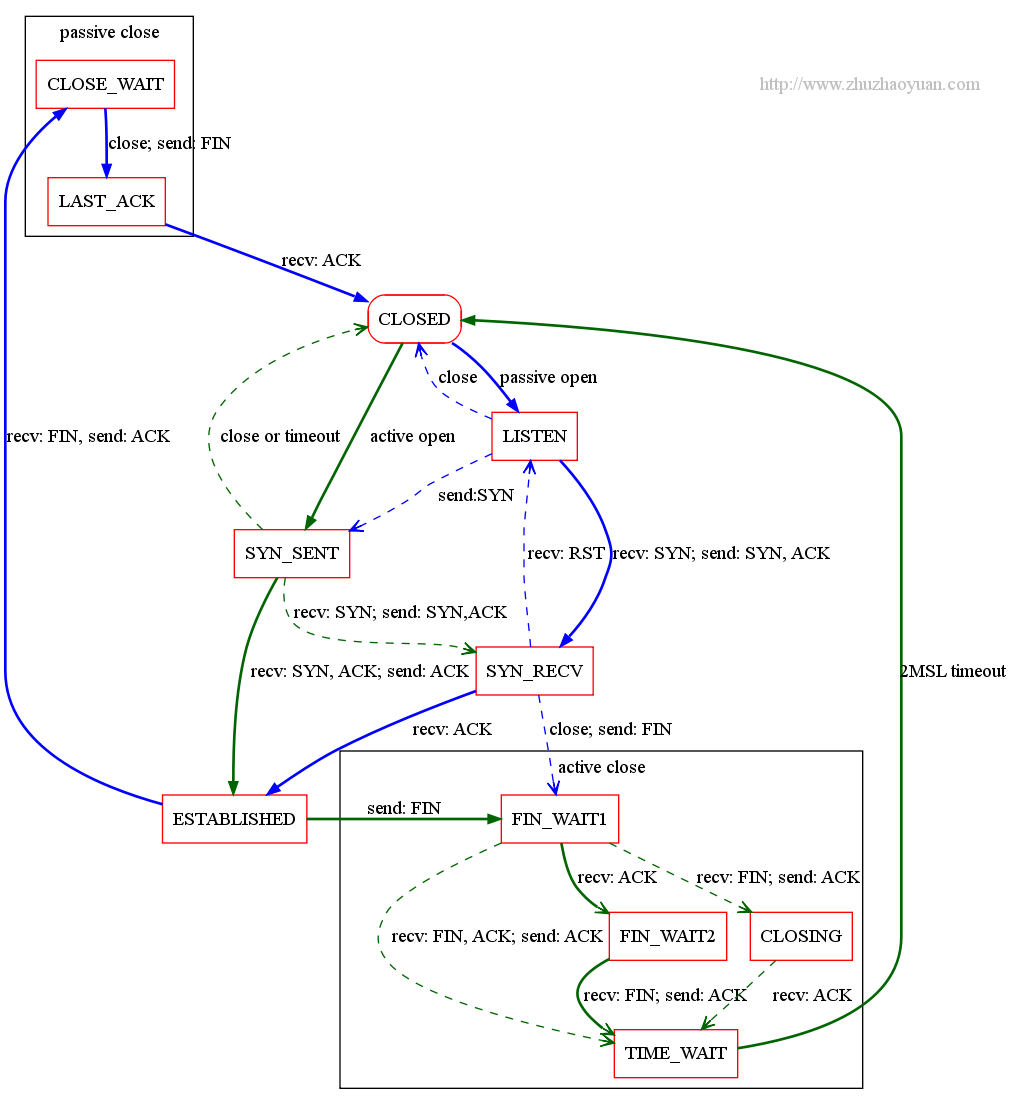 passive close
CLOSE_WAIT
http://www.zhuzhaoyuan.com
close; send: FIN
LAST_ACK
recv: ACK
CLOSED
close
passive open
recv: FIN, send: ACK
close or timeout
active open
LISTEN
send:SYN
SYN_SENT
recv: RST
recv: SYN; send: SYN, ACK
recv: SYN; send: SYN,ACK
recv: SYN, ACK; send: ACK
SYN_RECV
2MSL timeout
recv: ACK
close; send: FIN
active close
send: FIN
ESTABLISHED
FIN_WAIT1
recv: ACK
recv: FIN; send: ACK
recv: FIN, ACK; send: ACK
FIN_WAIT2
CLOSING
recv: FIN; send: ACK
recv: ACK
TIME_WAIT